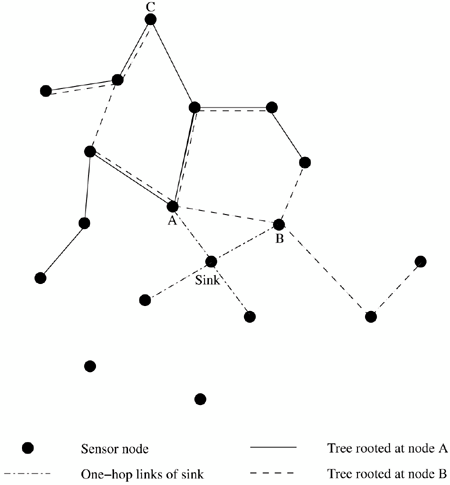 C
A
B
Sink
Sensor node
Tree rooted at node A
One-hop links of sink
Tree rooted at node B